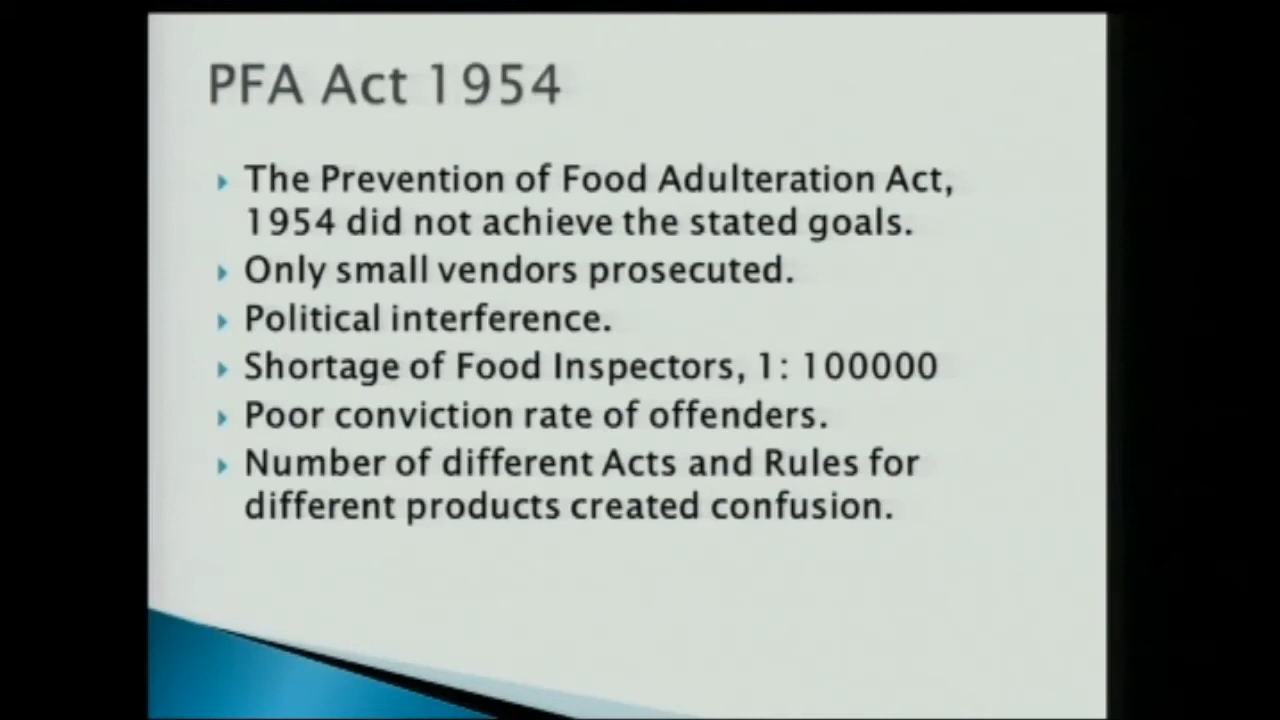 PFA Act 1954
The Prevention of Food Adulteration Act,
1954 did not achieve the stated goals.
Only small vendors prosecuted.
Political interference.
Shortage of Food Inspectors, 1: 100000
Poor conviction rate of offenders.
Number of different Acts and Rules for
different products created confusion.